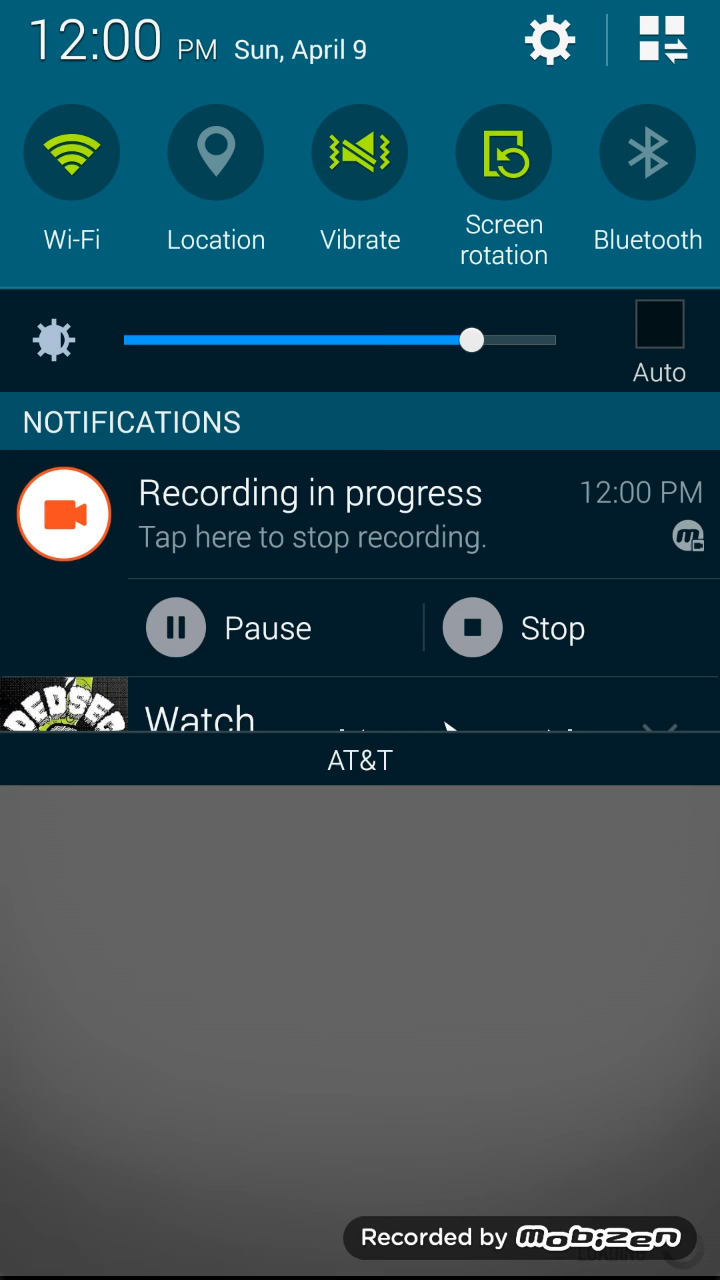 12:00 PM Sun, April 9
Wi-Fi
Location
Vibrate
Screen rotation
Bluetooth
Auto
NOTIFICATIONS
Recording in progress 12:00 PM
Tap here to stop recording.
Pause
Stop
DEDSEC
Watch
AT&T
Recorded by mobizen